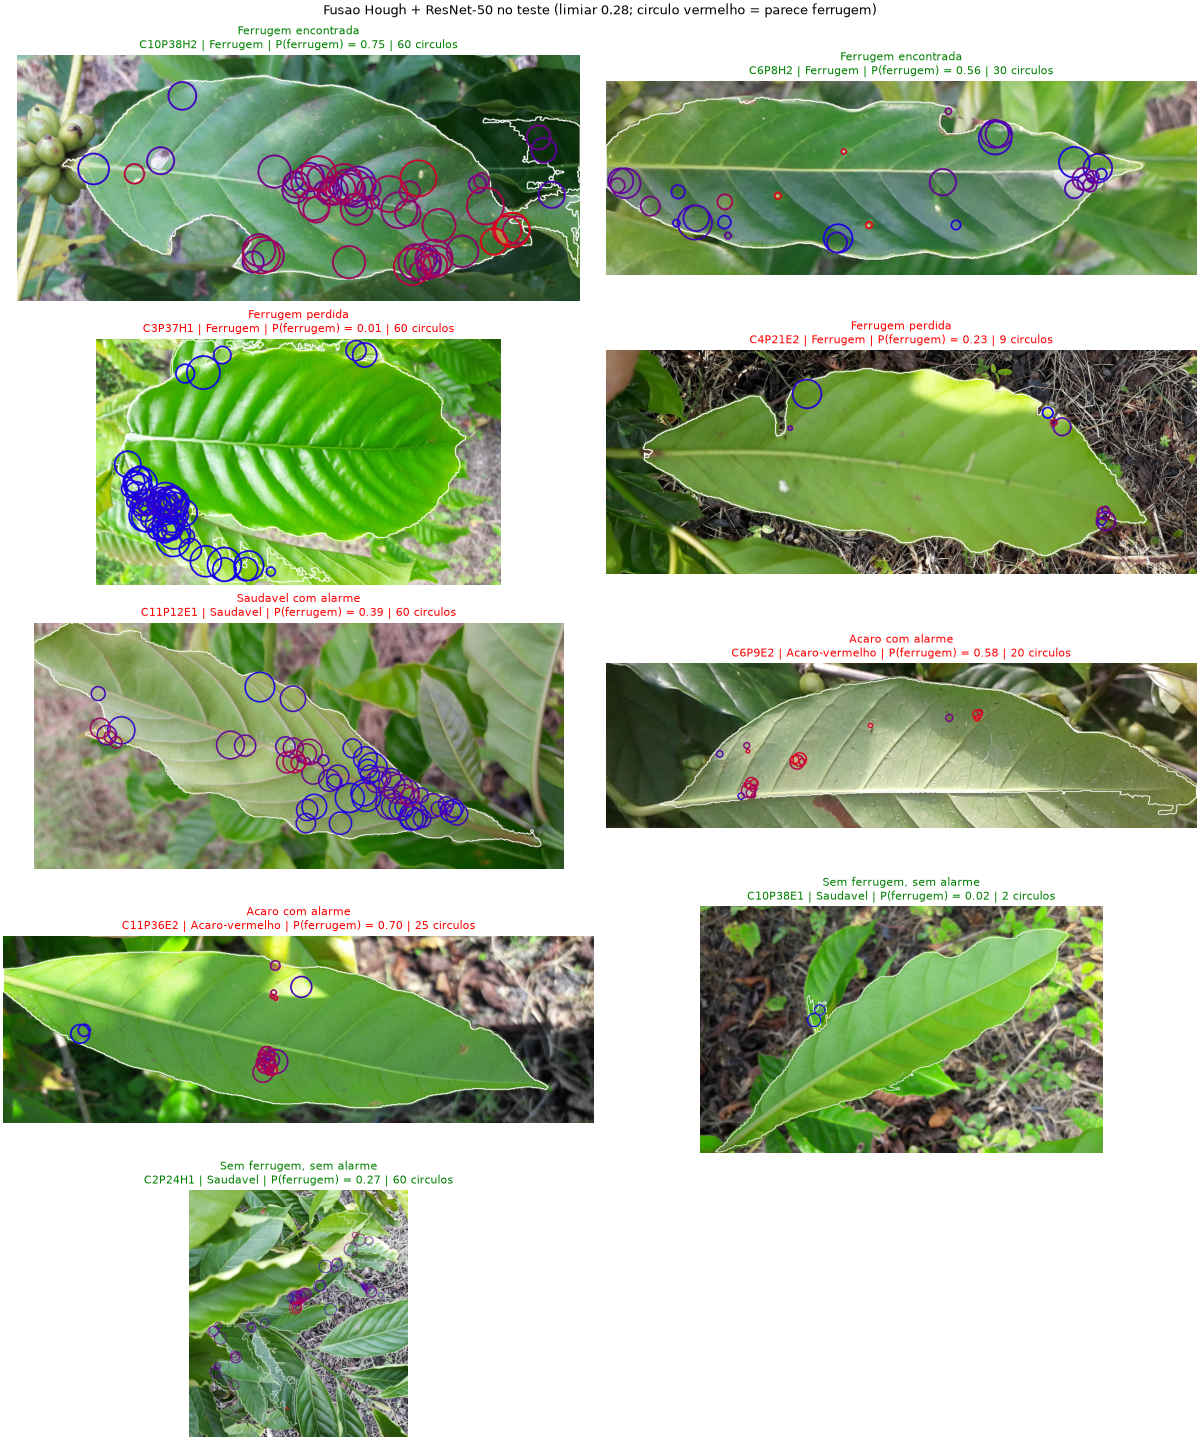 Fusao Hough + ResNet-50 no teste (limiar 0.28; circulo vermelho = parece ferrugem)
Ferrugem encontrada
C10P38H2 | Ferrugem | P(ferrugem) = 0.75 | 60 circulos
Ferrugem encontrada
C6P8H2 | Ferrugem | P(ferrugem) = 0.56 | 30 circulos
Ferrugem perdida
C3P37H1 | Ferrugem | P(ferrugem) = 0.01 | 60 circulos
Ferrugem perdida
C4P21E2 | Ferrugem | P(ferrugem) = 0.23 | 9 circulos
Saudavel com alarme
C11P12E1 | Saudavel | P(ferrugem) = 0.39 | 60 circulos
Acaro com alarme
C6P9E2 | Acaro-vermelho | P(ferrugem) = 0.58 | 20 circulos
Acaro com alarme
C11P36E2 | Acaro-vermelho | P(ferrugem) = 0.70 | 25 circulos
Sem ferrugem, sem alarme
C10P38E1 | Saudavel | P(ferrugem) = 0.02 | 2 circulos
Sem ferrugem, sem alarme
C2P24H1 | Saudavel | P(ferrugem) = 0.27 | 60 circulos